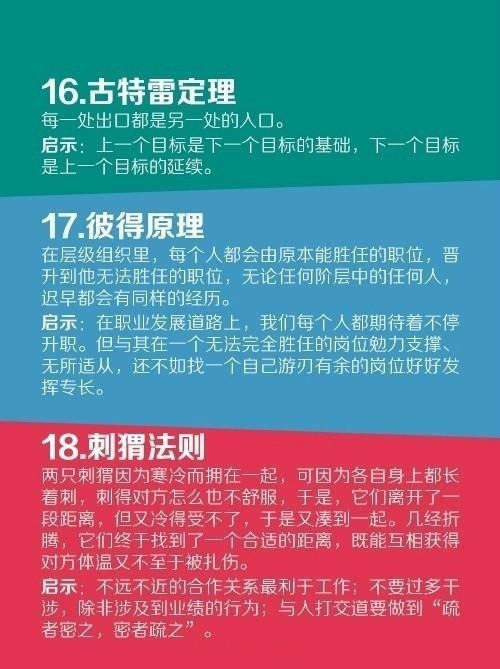 16.古特雷定理
每一处出口都是另一处的人口。
启示：上一个目标是下一个目标的基础，下一个目标
是上一个目标的延续。
17.彼得原理
在层级组织里，每个人都会由原本能胜任的职位，晋
升到他无法胜任的职位，无论任何阶层中的任何人，
迟早都会有同样的经历。
启示：在职业发展道路上，我们每个人都期待着不停
升职。但与其在一个无法完全胜任的岗位勉力支撑、
无所适从，还不如找一个自己游刃有余的岗位好好发
挥专长。
18.刺猬法则
两只刺猬因为寒冷而拥在一起，可因为各自身上都长
着刺，刺得对方怎么也不舒服，于是，它们离开了一
段距离，但又冷得受不了，于是又凑到一起。几经折
腾，它们终于找到了一个合适的距离，既能互相获得
对方体温又不至于被扎伤。
启示：不远不近的合作关系最利于工作；不要过多干
涉，除非涉及到业绩的行为；与人打交道要做到“疏
者密之，密者疏之”。